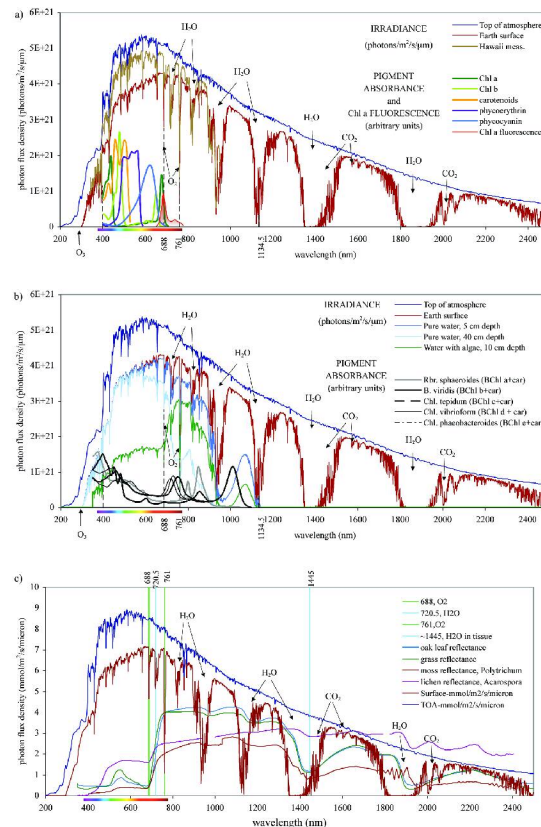 a)
6E+21
5E+21
4E+21
3E+21
2E+21
1E+21
0
photon flux density (photons/m²/s/µm)
H₂O
H₂O
H₂O
CO₂
H₂O
CO₂
O₂
IRRADIANCE
(photons/m²/s/µm)
Top of atmosphere
Earth surface
Hawaii meas.
PIGMENT
ABSORBANCE
and
Chl a FLUORESCENCE
(arbitrary units)
Chl a
Chl b
carotenoids
phycoerythrin
phycocyanin
Chl a fluorescence
200 400 600 688 761 1000 1134.5 1200 1400 1600 1800 2000 2200 2400
O₃
wavelength (nm)
b)
6E+21
5E+21
4E+21
3E+21
2E+21
1E+21
0
photon flux density (photons/m²/s/µm)
H₂O
H₂O
H₂O
CO₂
H₂O
CO₂
O₂
IRRADIANCE
(photons/m²/s/µm)
Top of atmosphere
Earth surface
Pure water, 5 cm depth
Pure water, 40 cm depth
Water with algae, 10 cm depth
PIGMENT
ABSORBANCE
(arbitrary units)
Rbr. sphaeroides (BChl a+car)
B. viridis (BChl b+car)
Chl. tepidum (BChl c+car)
Chl. vibrioform (BChl d + car)
Chl. phaeobacteroides (BChl e+car)
200 400 600 688 761 800 1000 1134.5 1200 1400 1600 1800 2000 2200 2400
O₃
wavelength (nm)
c)
688 720.5 761 1445
10
9
8
7
6
5
4
3
2
1
0
photon flux density (mmol/m2/s/micron)
H₂O
H₂O
CO₂
H₂O
CO₂
688, O2
720.5, H2O
761,O2
~1445, H2O in tissue
oak leaf reflectance
grass reflectance
moss reflectance, Polytrichum
lichen reflectance, Acarospora
Surface-mmol/m2/s/micron
TOA-mmol/m2/s/micron
200 400 600 800 1000 1200 1400 1600 1800 2000 2200 2400
wavelength (nm)